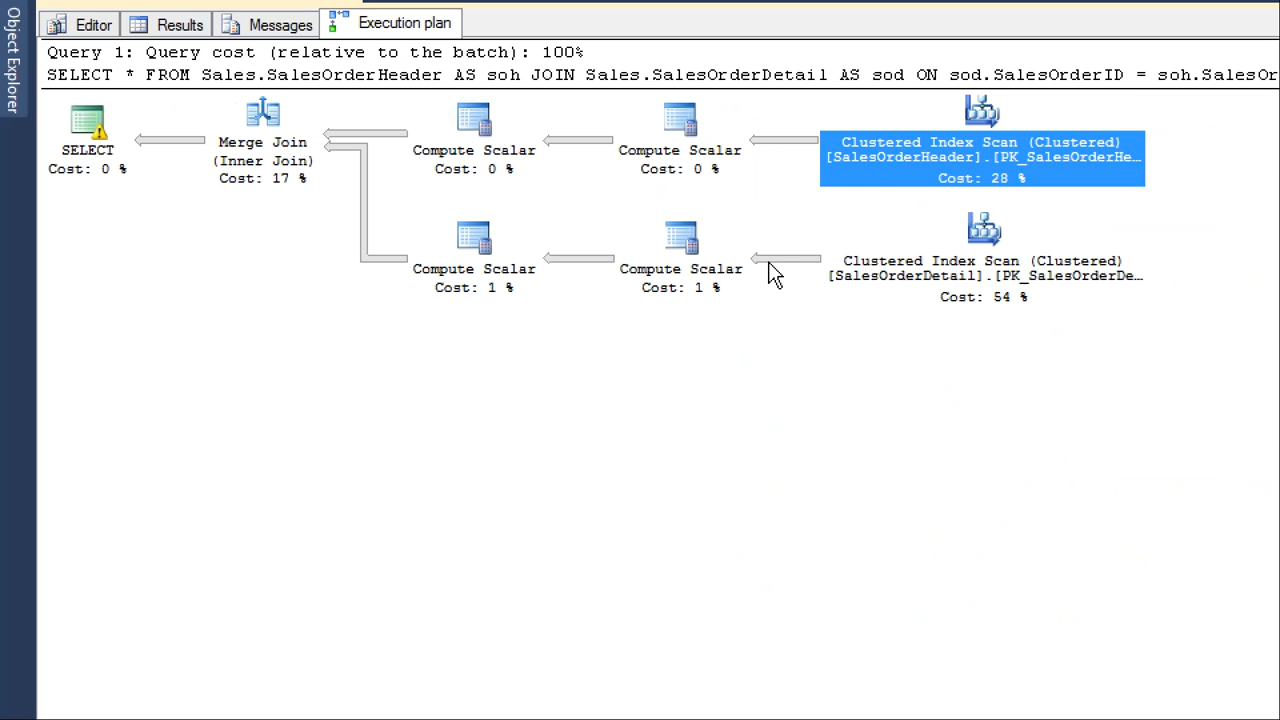 Object Explorer
Editor
Results
Messages
Execution plan
Query 1: Query cost (relative to the batch): 100%
SELECT * FROM Sales.SalesOrderHeader AS soh JOIN Sales.SalesOrderDetail AS sod ON sod.SalesOrderID = soh.SalesOr
SELECT
Cost: 0 %
Merge Join
(Inner Join)
Cost: 17 %
Compute Scalar
Cost: 0 %
Compute Scalar
Cost: 0 %
Clustered Index Scan (Clustered)
[SalesOrderHeader].[PK_SalesOrderHe…
Cost: 28 %
Compute Scalar
Cost: 1 %
Compute Scalar
Cost: 1 %
Clustered Index Scan (Clustered)
[SalesOrderDetail].[PK_SalesOrderDe…
Cost: 54 %